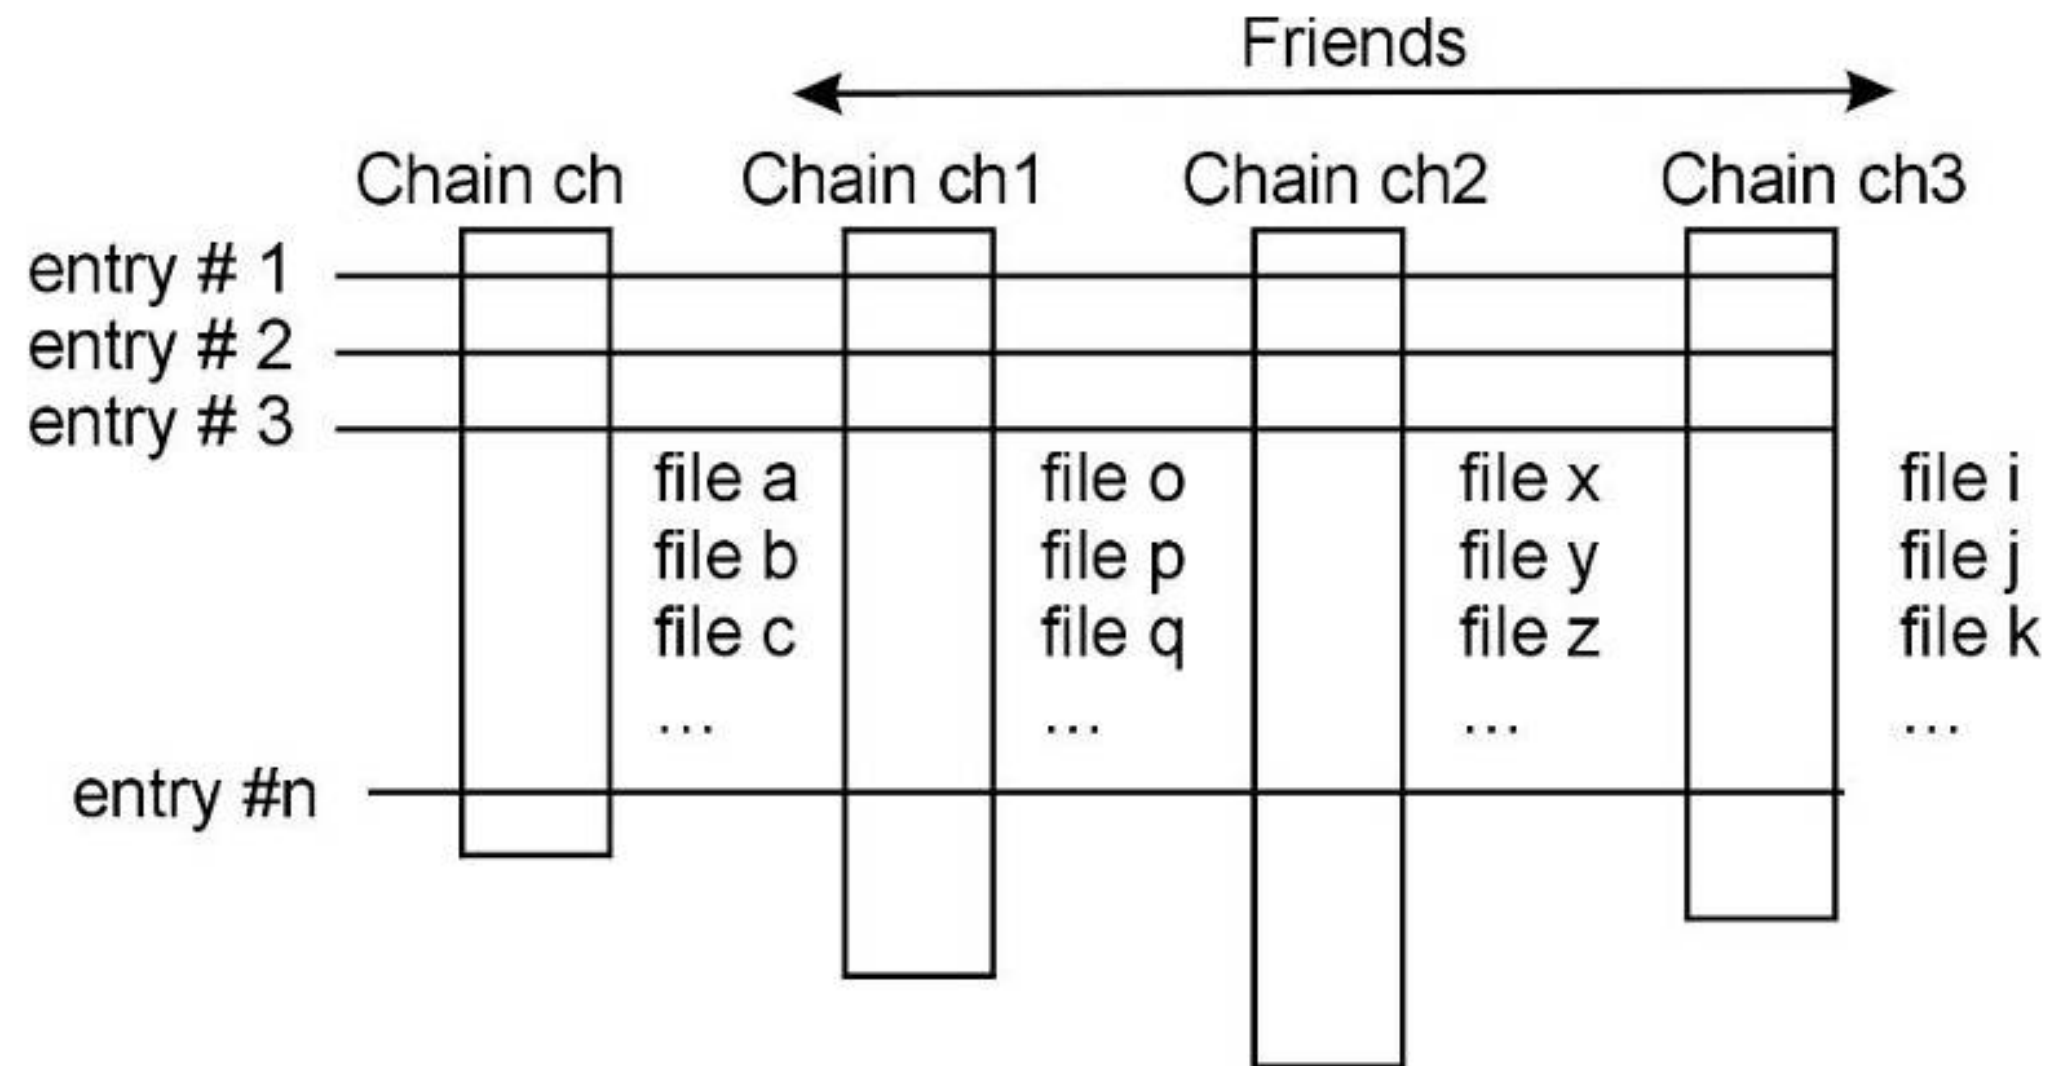 Friends
Chain ch Chain ch1 Chain ch2 Chain ch3
entry # 1
entry # 2
entry # 3
file a file o file x file i
file b file p file y file j
file c file q file z file k
... ... ... ...
entry #n